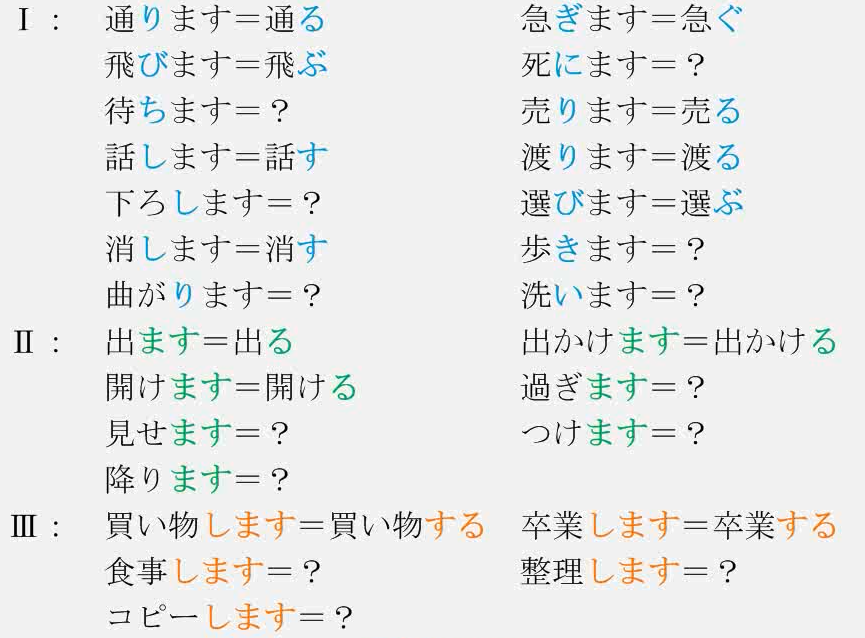 Ⅰ： 通ります＝通る 急ぎます＝急ぐ
飛びます＝飛ぶ 死にます＝？
待ちます＝？ 売ります＝売る
話します＝話す 渡ります＝渡る
下ろします＝？ 選びます＝選ぶ
消します＝消す 歩きます＝？
曲がります＝？ 洗います＝？
Ⅱ： 出ます＝出る 出かけます＝出かける
開けます＝開ける 過ぎます＝？
見せます＝？ つけます＝？
降ります＝？
Ⅲ： 買い物します＝買い物する 卒業します＝卒業する
食事します＝？ 整理します＝？
コピーします＝？